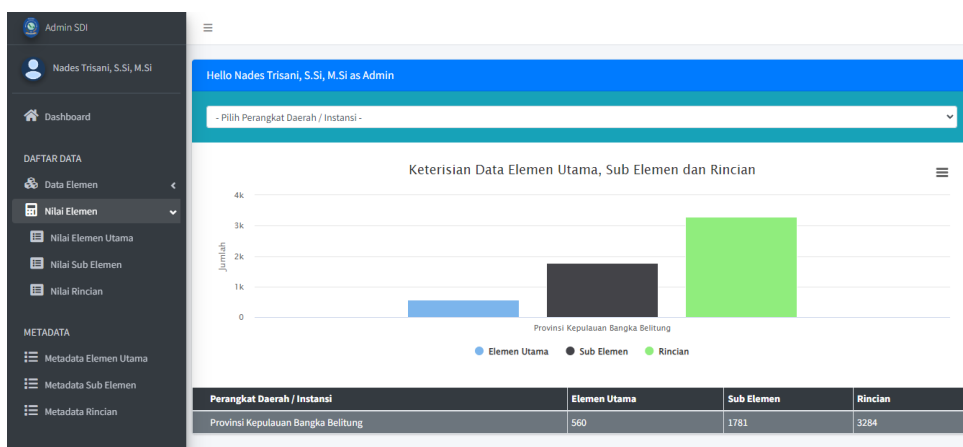 Admin SDI
Nades Trisani, S.Si, M.Si
Dashboard
DAFTAR DATA
Data Elemen
Nilai Elemen
Nilai Elemen Utama
Nilai Sub Elemen
Nilai Rincian
METADATA
Metadata Elemen Utama
Metadata Sub Elemen
Metadata Rincian
Hello Nades Trisani, S.Si, M.Si as Admin
- Pilih Perangkat Daerah / Instansi -
Keterisian Data Elemen Utama, Sub Elemen dan Rincian
Jumlah
4k
3k
2k
1k
0
Provinsi Kepulauan Bangka Belitung
Elemen Utama Sub Elemen Rincian
Perangkat Daerah / Instansi Elemen Utama Sub Elemen Rincian
Provinsi Kepulauan Bangka Belitung 560 1781 3284